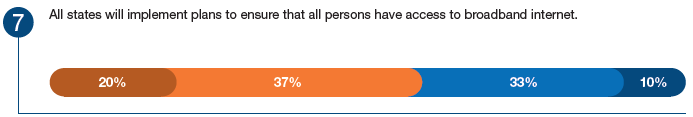 7 All states will implement plans to ensure that all persons have access to broadband internet.
20% 37% 33% 10%